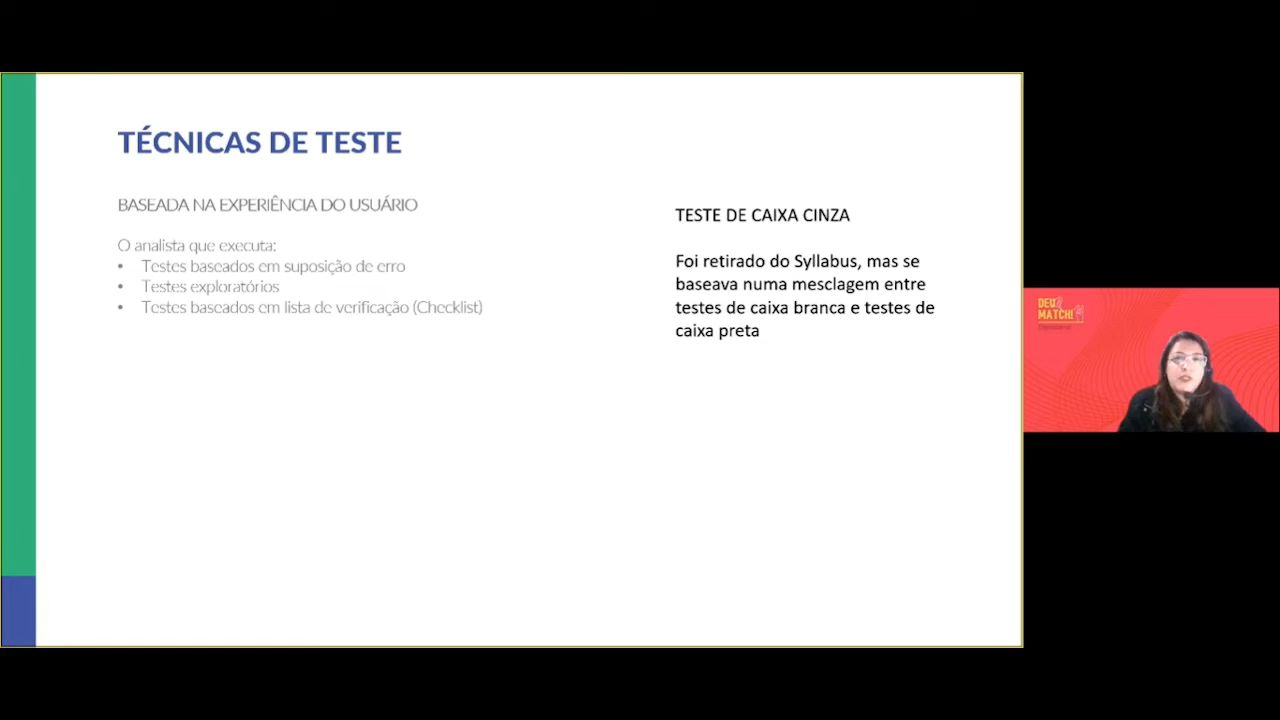 TÉCNICAS DE TESTE
BASEADA NA EXPERIÊNCIA DO USUÁRIO
O analista que executa:
• Testes baseados em suposição de erro
• Testes exploratórios
• Testes baseados em lista de verificação (Checklist)
TESTE DE CAIXA CINZA
Foi retirado do Syllabus, mas se
baseava numa mesclagem entre
testes de caixa branca e testes de
caixa preta
DEU
MATCH!